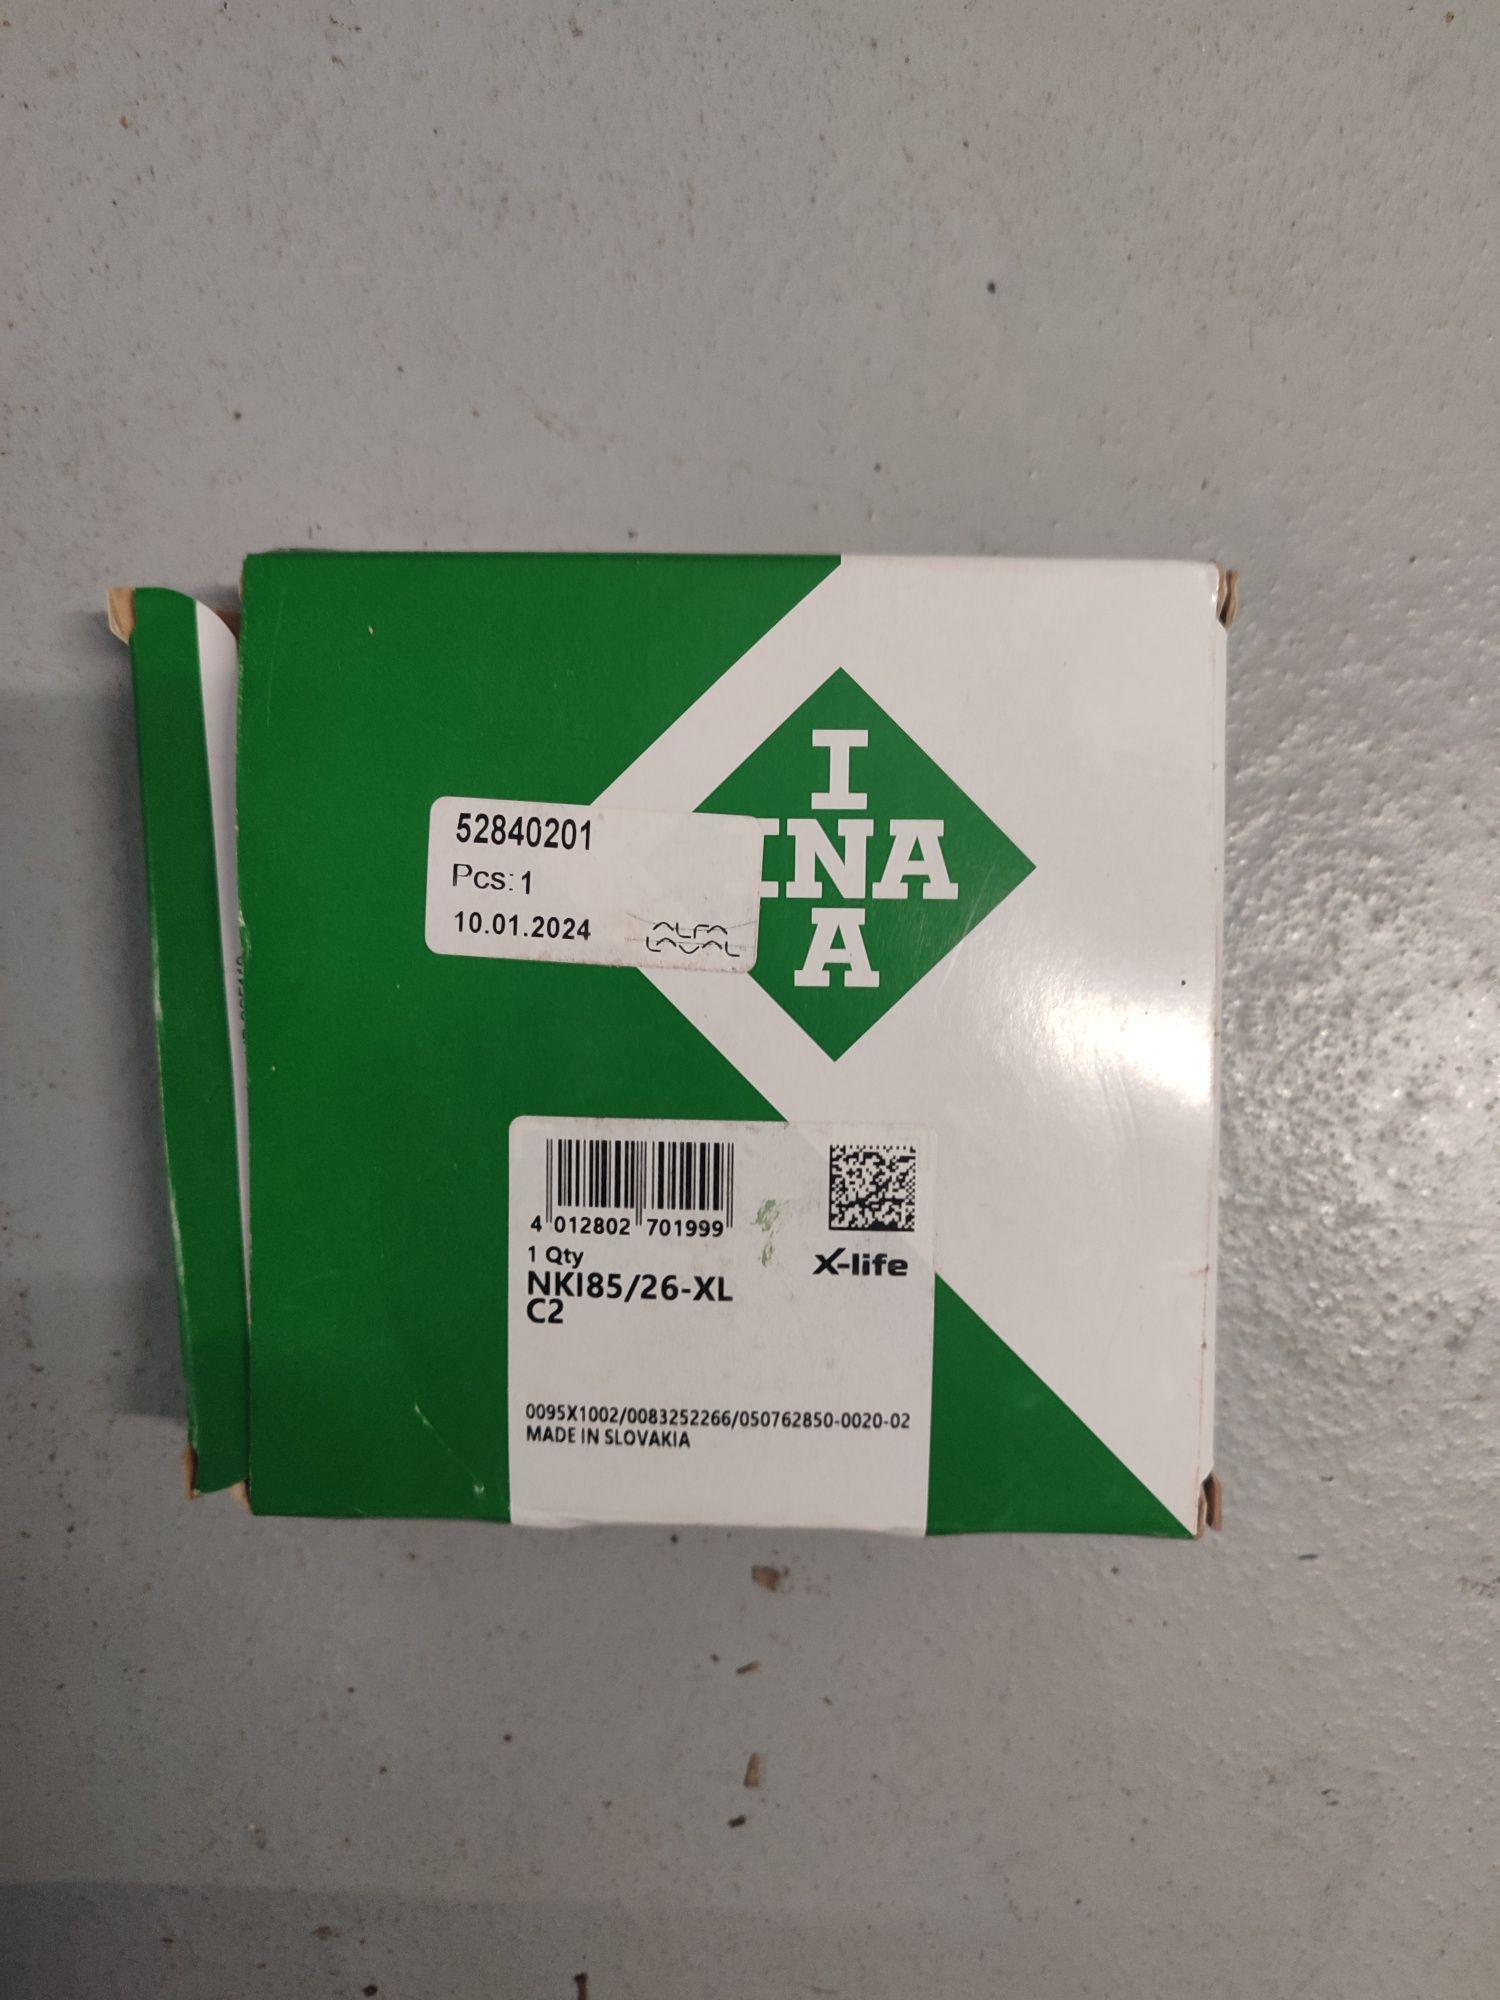 I
INA
A
52840201
Pcs: 1
10.01.2024
ALFA
LAVAL
4 012802 701999
1 Qty
X-life
NKI85/26-XL
C2
0095X1002/0083252266/050762850-0020-02
MADE IN SLOVAKIA